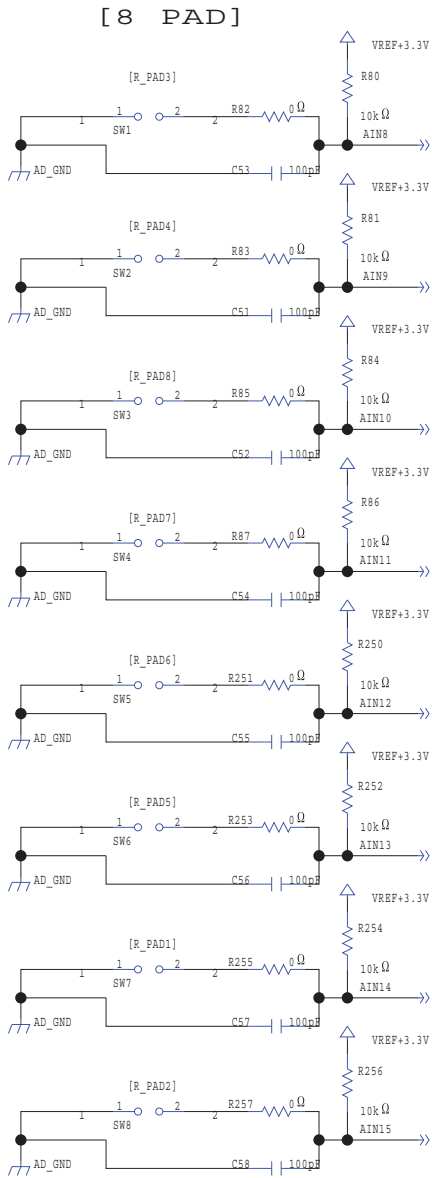 [8 PAD]
VREF+3.3V
R80
[R_PAD3]
10kΩ
1 1 2 2 R82 0Ω
SW1
AIN8
AD_GND
C53 100pF
VREF+3.3V
R81
[R_PAD4]
10kΩ
1 1 2 2 R83 0Ω
SW2
AIN9
AD_GND
C51 100pF
VREF+3.3V
R84
[R_PAD8]
10kΩ
1 1 2 2 R85 0Ω
SW3
AIN10
AD_GND
C52 100pF
VREF+3.3V
R86
[R_PAD7]
10kΩ
1 1 2 2 R87 0Ω
SW4
AIN11
AD_GND
C54 100pF
VREF+3.3V
R250
[R_PAD6]
10kΩ
1 1 2 2 R251 0Ω
SW5
AIN12
AD_GND
C55 100pF
VREF+3.3V
R252
[R_PAD5]
10kΩ
1 1 2 2 R253 0Ω
SW6
AIN13
AD_GND
C56 100pF
VREF+3.3V
R254
[R_PAD1]
10kΩ
1 1 2 2 R255 0Ω
SW7
AIN14
AD_GND
C57 100pF
VREF+3.3V
R256
[R_PAD2]
10kΩ
1 1 2 2 R257 0Ω
SW8
AIN15
AD_GND
C58 100pF